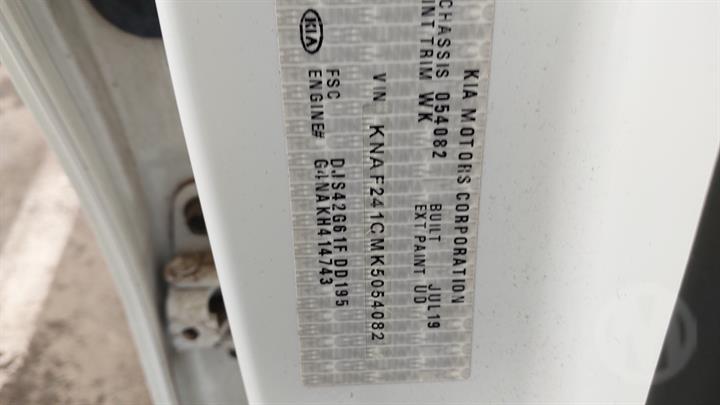 KIA MOTORS CORPORATION
CHASSIS 054082 BUILT JUL19
INT TRIM WK EXT PAINT UD
VIN KNAF241CMK5054082
FSC DJS42G61F DD195
ENGINE# G4NAKH414743
KIA